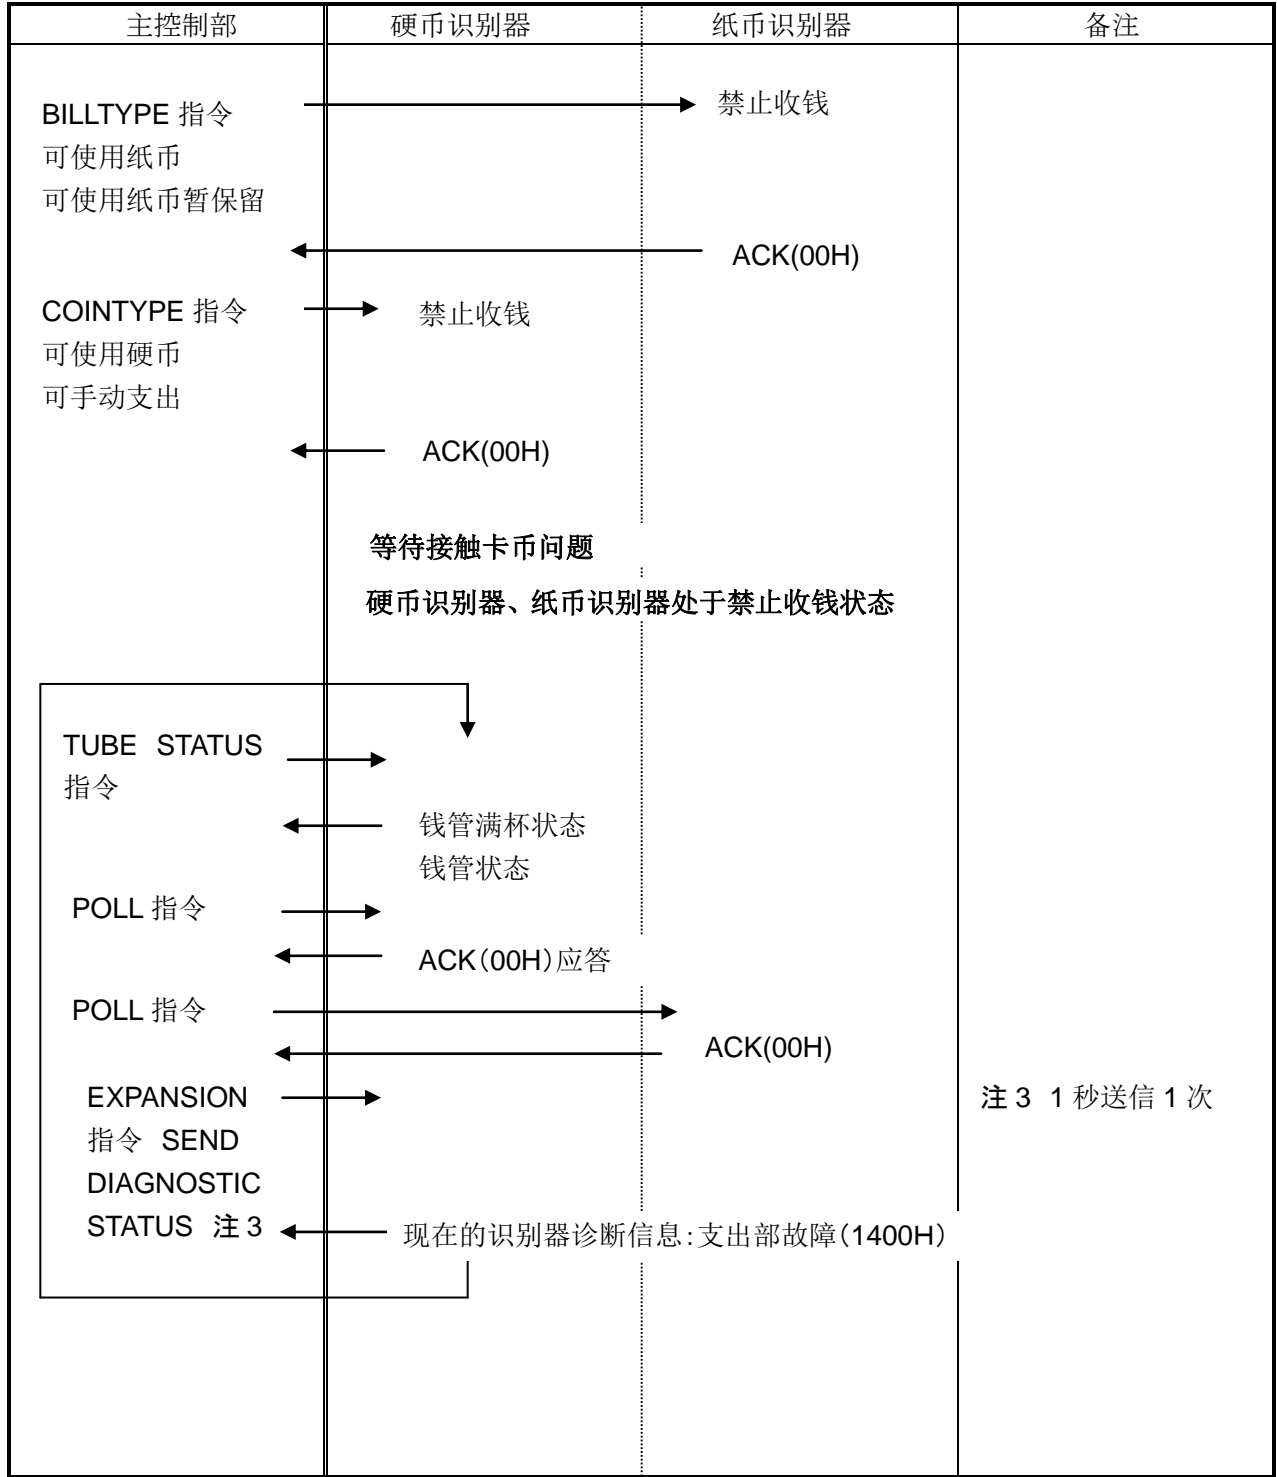 主控制部 硬币识别器 纸币识别器 备注
BILLTYPE 指令 禁止收钱
可使用纸币
可使用纸币暂保留
ACK(00H)
COINTYPE 指令 禁止收钱
可使用硬币
可手动支出
ACK(00H)
等待接触卡币问题
硬币识别器、纸币识别器处于禁止收钱状态
TUBE STATUS
指令
钱管满杯状态
钱管状态
POLL 指令
ACK（00H）应答
POLL 指令
ACK(00H)
EXPANSION 注 3 1 秒送信 1 次
指令 SEND
DIAGNOSTIC
STATUS 注 3 现在的识别器诊断信息：支出部故障（1400H）